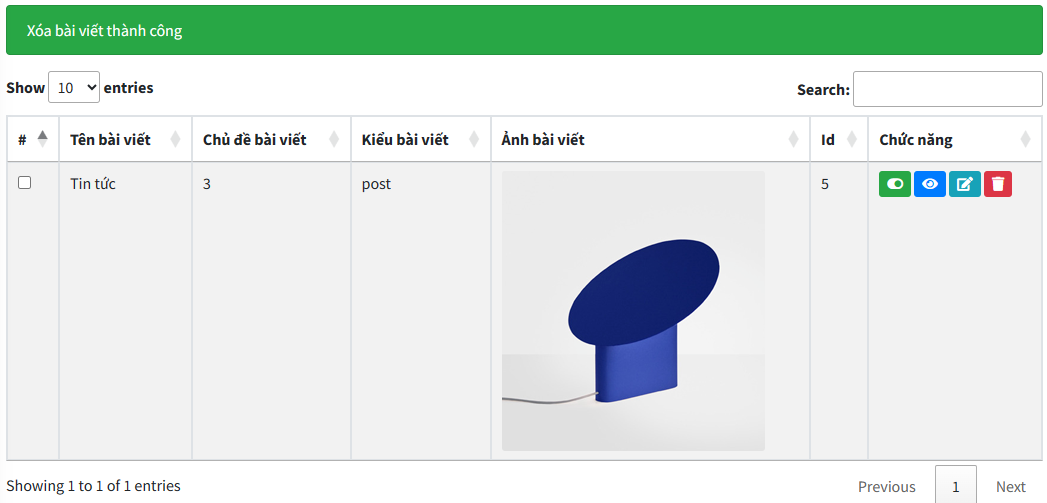 Xóa bài viết thành công
Show 10 entries Search:
# Tên bài viết Chủ đề bài viết Kiểu bài viết Ảnh bài viết Id Chức năng
Tin tức 3 post 5
Showing 1 to 1 of 1 entries Previous 1 Next